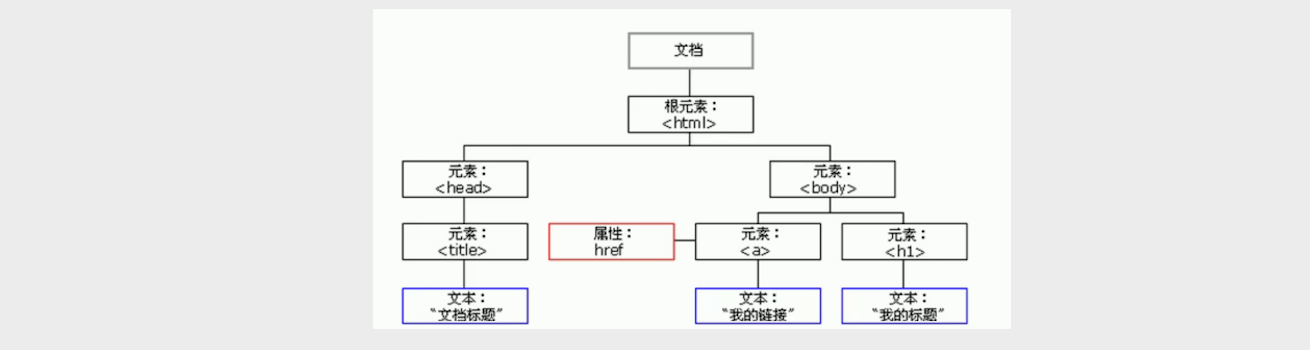 文档
根元素：
<html>
元素：
<head>
元素：
<body>
元素：
<title>
属性：
href
元素：
<a>
元素：
<h1>
文本：
“文档标题”
文本：
“我的链接”
文本：
“我的标题”